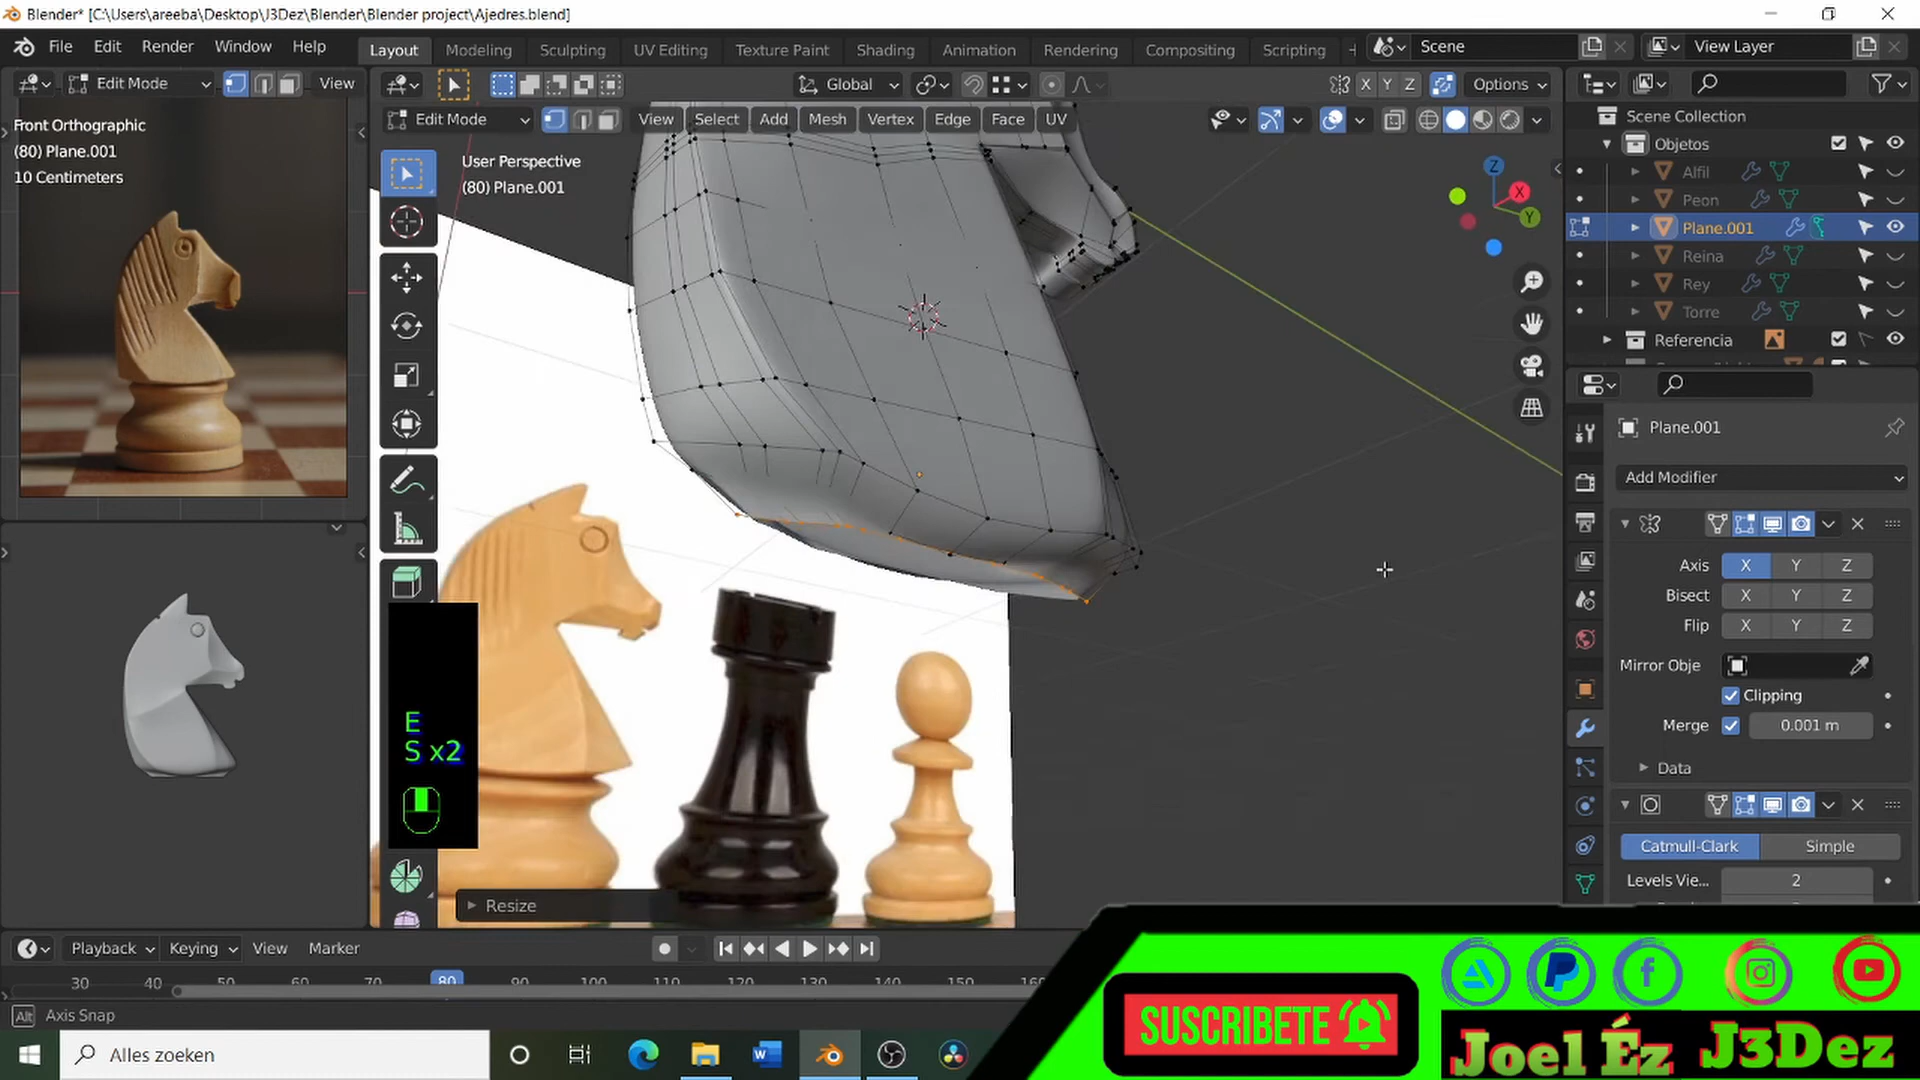 Blender* [C:\Users\areeba\Desktop\J3Dez\Blender\Blender project\Ajedres.blend]
File Edit Render Window Help
Layout Modeling Sculpting UV Editing Texture Paint Shading Animation Rendering Compositing Scripting
Scene
View Layer
Edit Mode View
Global
X Y Z Options
Edit Mode View Select Add Mesh Vertex Edge Face UV
Front Orthographic
(80) Plane.001
10 Centimeters
User Perspective
(80) Plane.001
Z
X
Y
Scene Collection
Objetos
Alfil
Peon
Plane.001
Reina
Rey
Torre
Referencia
Plane.001
Add Modifier
Axis X Y Z
Bisect X Y Z
Flip X Y Z
Mirror Obje
Clipping
Merge 0.001 m
Data
Catmull-Clark Simple
Levels Vie... 2
E
S x2
Resize
Playback Keying View Marker
30 40 50 60 70 80 90 100 110 120 130 140 150
Alt Axis Snap
Alles zoeken
SUSCRIBETE
Joel Éz J3Dez